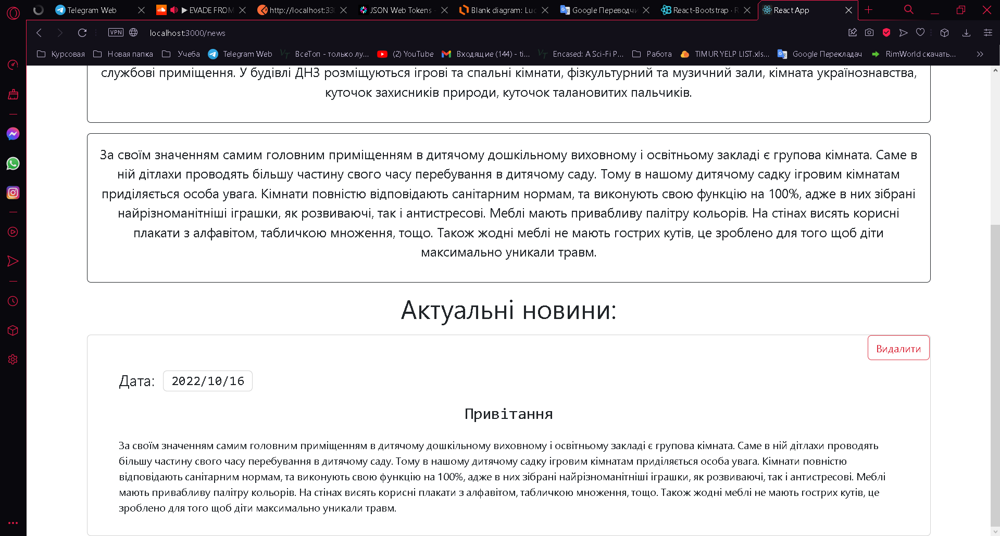 Telegram Web
EVADE FROM
http://localhost:33
JSON Web Tokens
Blank diagram: Luc
Google Переводчи
React-Bootstrap · R
React App
VPN
localhost:3000/news
Курсовая
Новая папка
Учеба
Telegram Web
ВсеТоп - только лу...
(2) YouTube
Входящие (144) - ti...
Encased: A Sci-Fi P...
Работа
TIMUR YELP LIST.xls...
Google Перекладач
RimWorld скачать...
службові приміщення. У будівлі ДНЗ розміщуються ігрові та спальні кімнати, фізкультурний та музичний зали, кімната українознавства,
куточок захисників природи, куточок талановитих пальчиків.
За своїм значенням самим головним приміщенням в дитячому дошкільному виховному і освітньому закладі є групова кімната. Саме в
ній дітлахи проводять більшу частину свого часу перебування в дитячому саду. Тому в нашому дитячому садку ігровим кімнатам
приділяється особа увага. Кімнати повністю відповідають санітарним нормам, та виконують свою функцію на 100%, адже в них зібрані
найрізноманітніші іграшки, як розвиваючі, так і антистресові. Меблі мають привабливу палітру кольорів. На стінах висять корисні
плакати з алфавітом, табличкою множення, тощо. Також жодні меблі не мають гострих кутів, це зроблено для того щоб діти
максимально уникали травм.
Актуальні новини:
Видалити
Дата: 2022/10/16
Привітання
За своїм значенням самим головним приміщенням в дитячому дошкільному виховному і освітньому закладі є групова кімната. Саме в ній дітлахи проводять
більшу частину свого часу перебування в дитячому саду. Тому в нашому дитячому садку ігровим кімнатам приділяється особа увага. Кімнати повністю
відповідають санітарним нормам, та виконують свою функцію на 100%, адже в них зібрані найрізноманітніші іграшки, як розвиваючі, так і антистресові. Меблі
мають привабливу палітру кольорів. На стінах висять корисні плакати з алфавітом, табличкою множення, тощо. Також жодні меблі не мають гострих кутів, це
зроблено для того щоб діти максимально уникали травм.